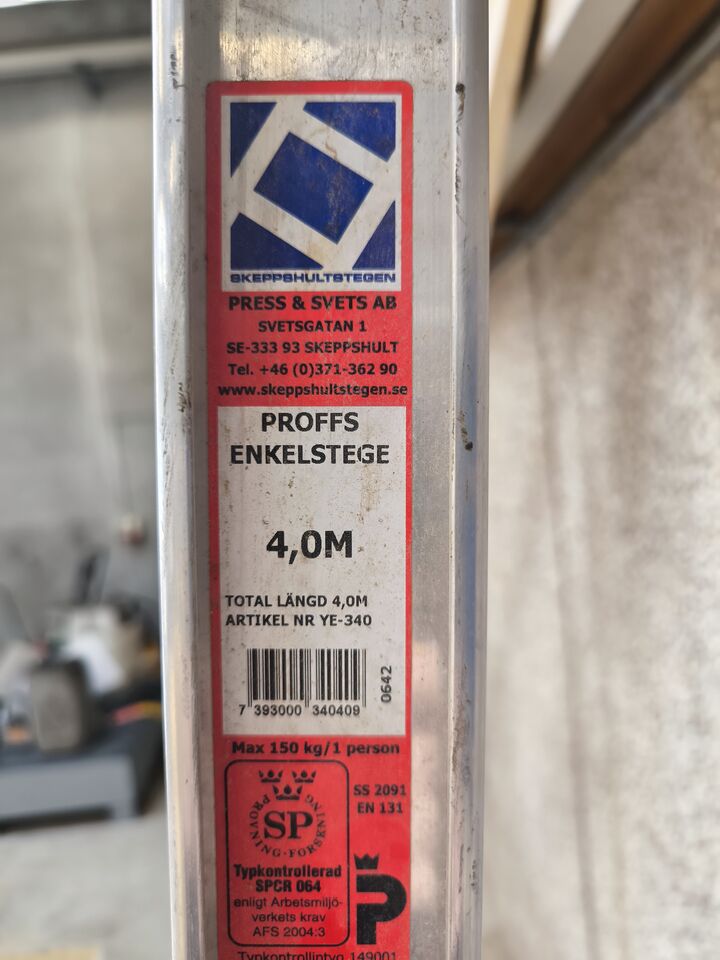 SKEPPSHULTSTEGEN
PRESS & SVETS AB
SVETSGATAN 1
SE-333 93 SKEPPSHULT
Tel. +46 (0)371-362 90
www.skeppshultstegen.se
PROFFS
ENKELSTEGE
4,0M
TOTAL LÄNGD 4,0M
ARTIKEL NR YE-340
7 393000 340409
0642
Max 150 kg/1 person
SS 2091
EN 131
PROVNING·FORSKNING
SP
Typkontrollerad
SPCR 064
enligt Arbetsmiljö-
verkets krav
AFS 2004:3
P
Typkontrollintyg 149001